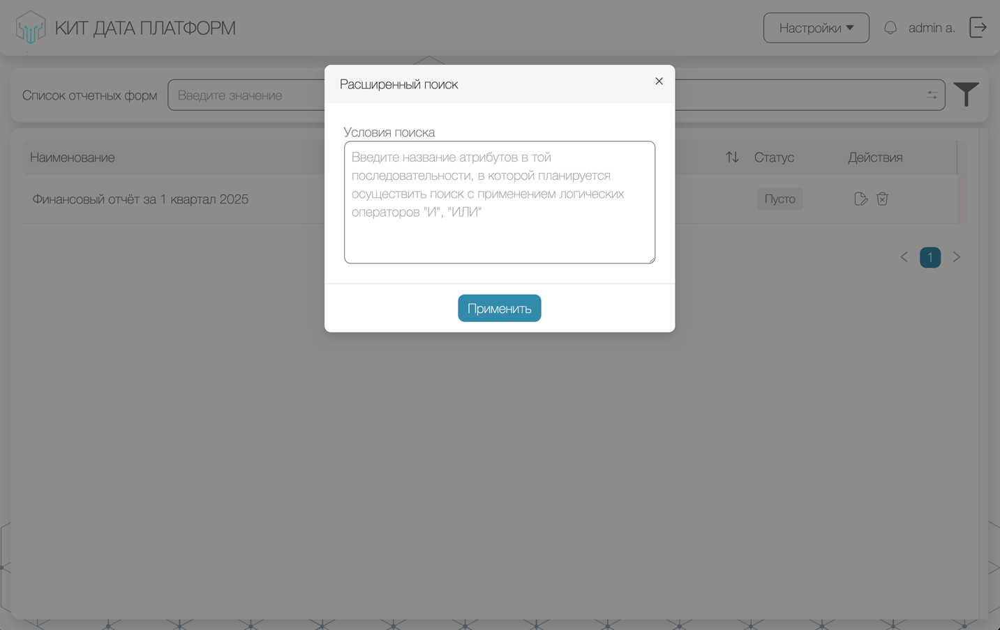 КИТ ДАТА ПЛАТФОРМ
Настройки
admin a.
Расширенный поиск
Список отчетных форм
Введите значение
Условия поиска
Введите название атрибутов в той
последовательности, в которой планируется
осуществить поиск с применением логических
операторов "И", "ИЛИ"
Наименование
Статус
Действия
Финансовый отчёт за 1 квартал 2025
Пусто
1
Применить